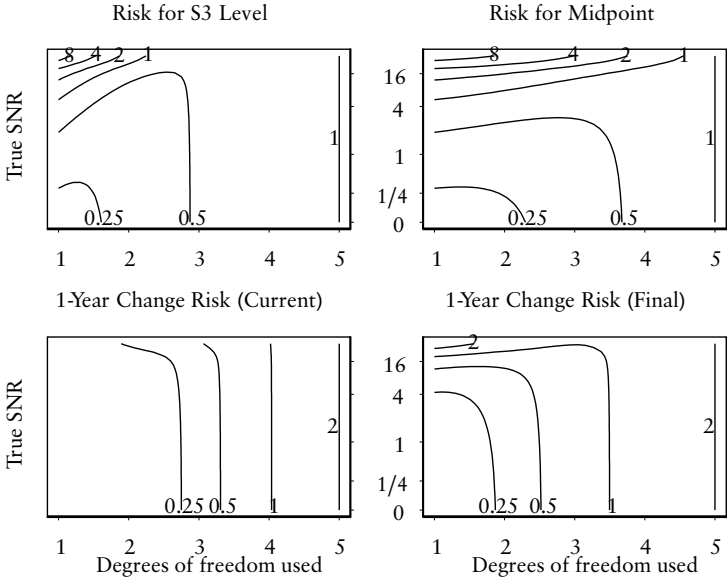 Risk for S3 Level
Risk for Midpoint
8 4 2 1
8 4 2 1
True SNR
16
4
1
1/4
0
1
1
0.25 0.5
0.25 0.5
1 2 3 4 5
1 2 3 4 5
1-Year Change Risk (Current)
1-Year Change Risk (Final)
2
True SNR
16
4
1
1/4
0
2
2
0.25 0.5 1
0.25 0.5 1
1 2 3 4 5
1 2 3 4 5
Degrees of freedom used
Degrees of freedom used